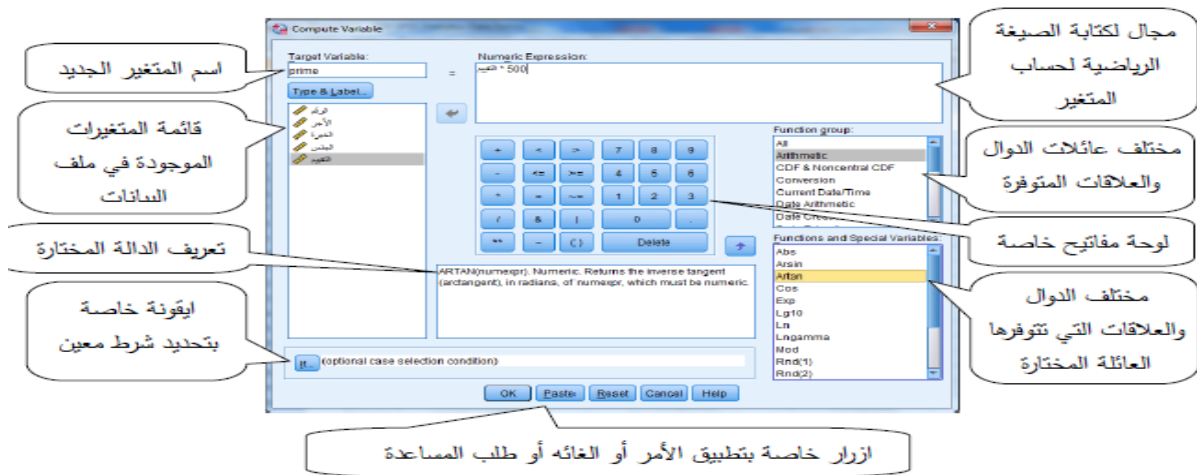 Compute Variable
Target Variable:
prime
=
Numeric Expression:
التقييم * 500
Type & Label...
الرقم
الأجر
الخبرة
الجنس
التقييم
+ < > 7 8 9
- <= >= 4 5 6
* = ~= 1 2 3
/ & | 0 .
** ~ ( ) Delete
Function group:
All
Arithmetic
CDF & Noncentral CDF
Conversion
Current Date/Time
Date Arithmetic
Date Creation
Functions and Special Variables:
Abs
Arsin
Artan
Cos
Exp
Lg10
Ln
Lngamma
Mod
Rnd(1)
Rnd(2)
ARTAN(numexpr). Numeric. Returns the inverse tangent
(arctangent), in radians, of numexpr, which must be numeric.
If... (optional case selection condition)
OK Paste Reset Cancel Help
اسم المتغير الجديد
قائمة المتغيرات
الموجودة في ملف
البيانات
تعريف الدالة المختارة
ايقونة خاصة
بتحديد شرط معين
مجال لكتابة الصيغة
الرياضية لحساب
المتغير
مختلف عائلات الدوال
والعلاقات المتوفرة
لوحة مفاتيح خاصة
مختلف الدوال
والعلاقات التي تتوفرها
العائلة المختارة
ازرار خاصة بتطبيق الأمر أو الغائه أو طلب المساعدة